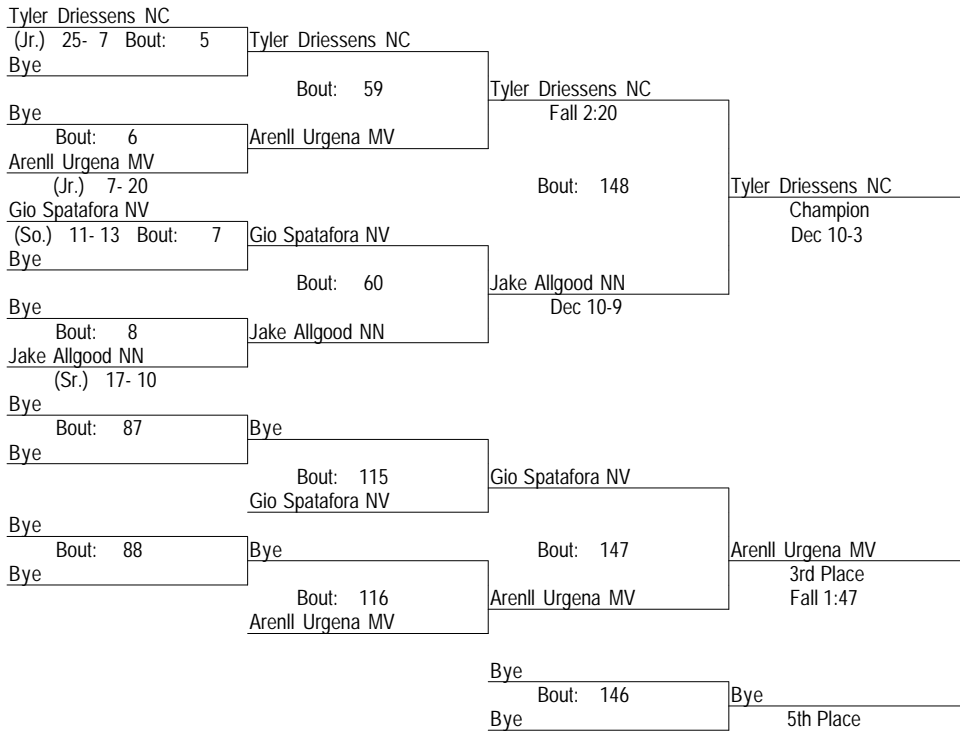 Tyler Driessens NC
(Jr.) 25- 7 Bout: 5
Tyler Driessens NC
Bye
Bout: 59
Tyler Driessens NC
Bye
Fall 2:20
Bout: 6
Arenll Urgena MV
Arenll Urgena MV
(Jr.) 7- 20
Bout: 148
Tyler Driessens NC
Gio Spatafora NV
Champion
(So.) 11- 13 Bout: 7
Gio Spatafora NV
Dec 10-3
Bye
Bout: 60
Jake Allgood NN
Bye
Dec 10-9
Bout: 8
Jake Allgood NN
Jake Allgood NN
(Sr.) 17- 10
Bye
Bout: 87
Bye
Bye
Bout: 115
Gio Spatafora NV
Gio Spatafora NV
Bye
Bout: 88
Bye
Bout: 147
Arenll Urgena MV
Bye
3rd Place
Bout: 116
Arenll Urgena MV
Fall 1:47
Arenll Urgena MV
Bye
Bout: 146
Bye
Bye
5th Place